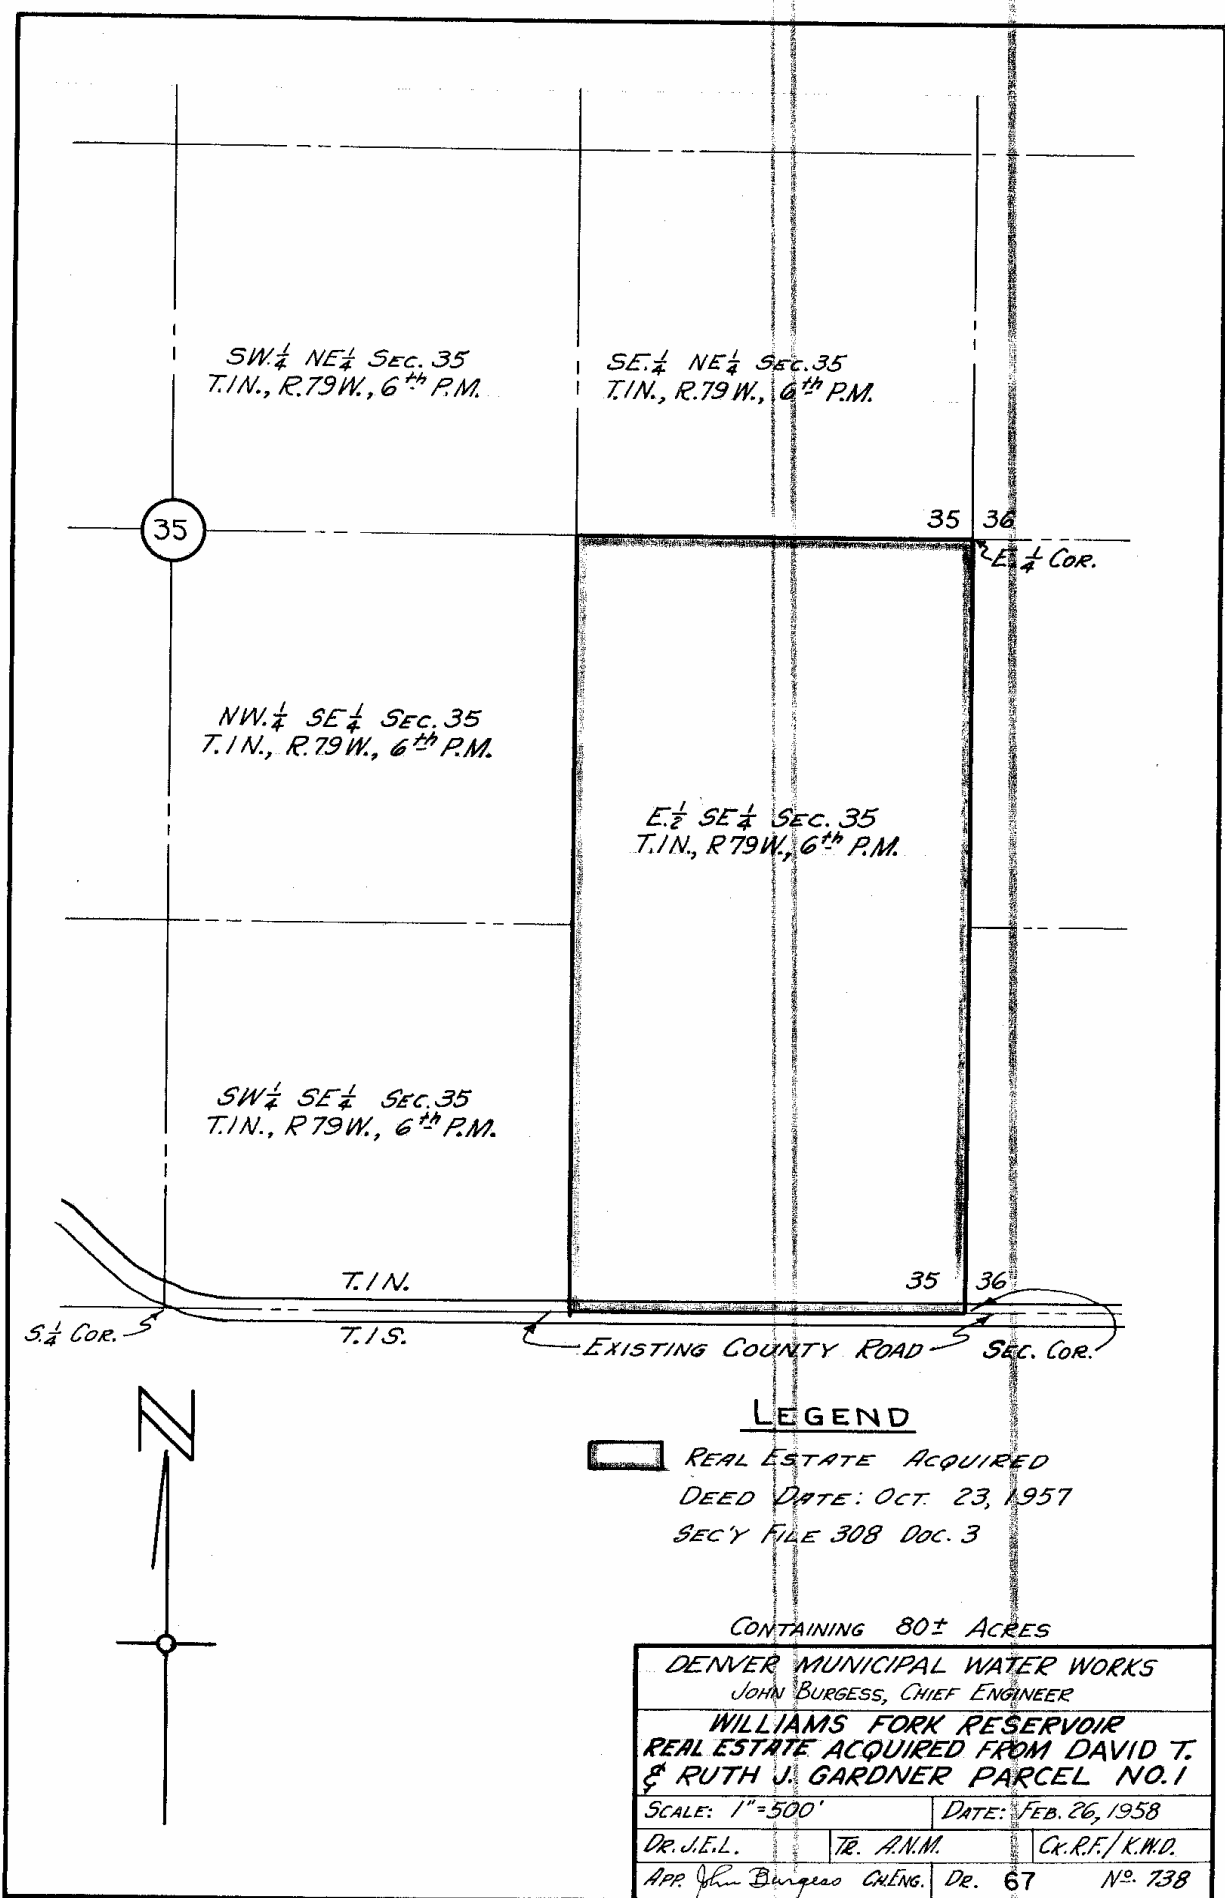 SW.¼ NE¼ SEC. 35
T.1N., R.79W., 6th P.M.
SE.¼ NE¼ SEC. 35
T.1N., R.79W., 6th P.M.
35
35 36
E. ¼ COR.
NW.¼ SE¼ SEC. 35
T.1N., R.79W., 6th P.M.
E.½ SE¼ SEC. 35
T.1N., R79W., 6th P.M.
SW¼ SE¼ SEC. 35
T.1N., R79W., 6th P.M.
T.1N.
35 36
S.¼ COR.
T.1S.
EXISTING COUNTY ROAD
SEC. COR.
N
LEGEND
REAL ESTATE ACQUIRED
DEED DATE: OCT. 23, 1957
SEC'Y FILE 308 DOC. 3
CONTAINING 80± ACRES
DENVER MUNICIPAL WATER WORKS
JOHN BURGESS, CHIEF ENGINEER
WILLIAMS FORK RESERVOIR
REAL ESTATE ACQUIRED FROM DAVID T.
& RUTH J. GARDNER PARCEL NO. 1
SCALE: 1"=500' DATE: FEB. 26, 1958
DR. J.E.L. TR. A.N.M. CK. R.F./K.W.D.
APP. John Burgess CH.ENG. DR. 67 No. 738